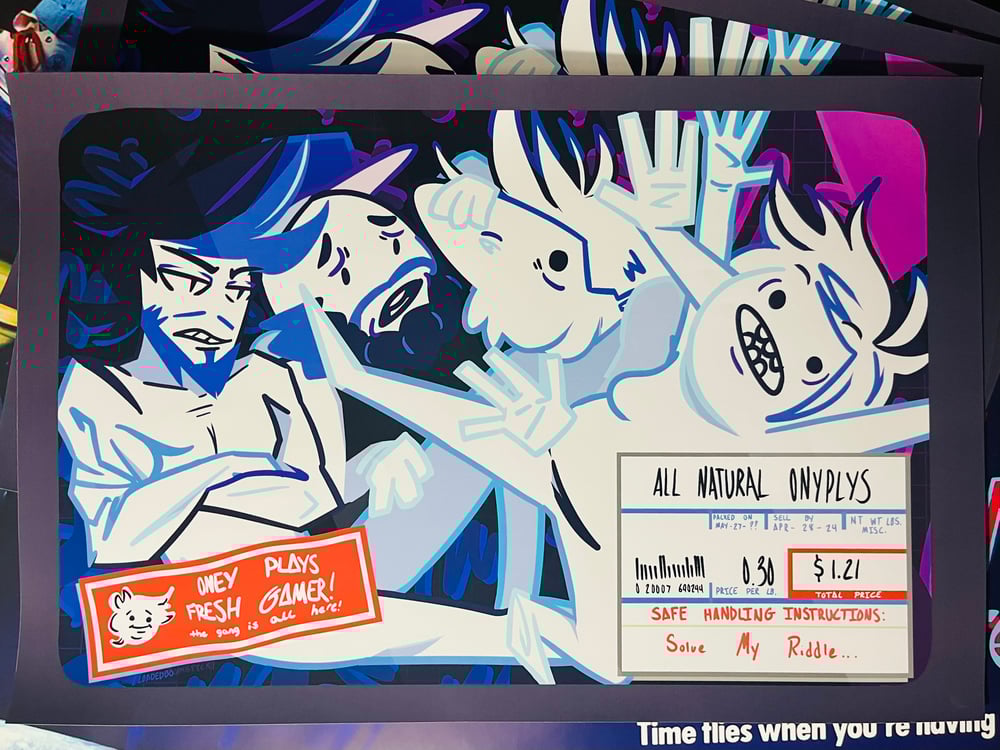 ALL NATURAL ONYPLYS
PACKED ON
MAY-27-??
SELL BY
APR-28-24
NT WT LBS.
MISC.
0 20007 640244
0.30
PRICE PER LB.
$1.21
TOTAL PRICE
SAFE HANDLING INSTRUCTIONS:
Solve My Riddle...
ONEY PLAYS
FRESH GAMER!
the gang is all here!
Time flies when you're having